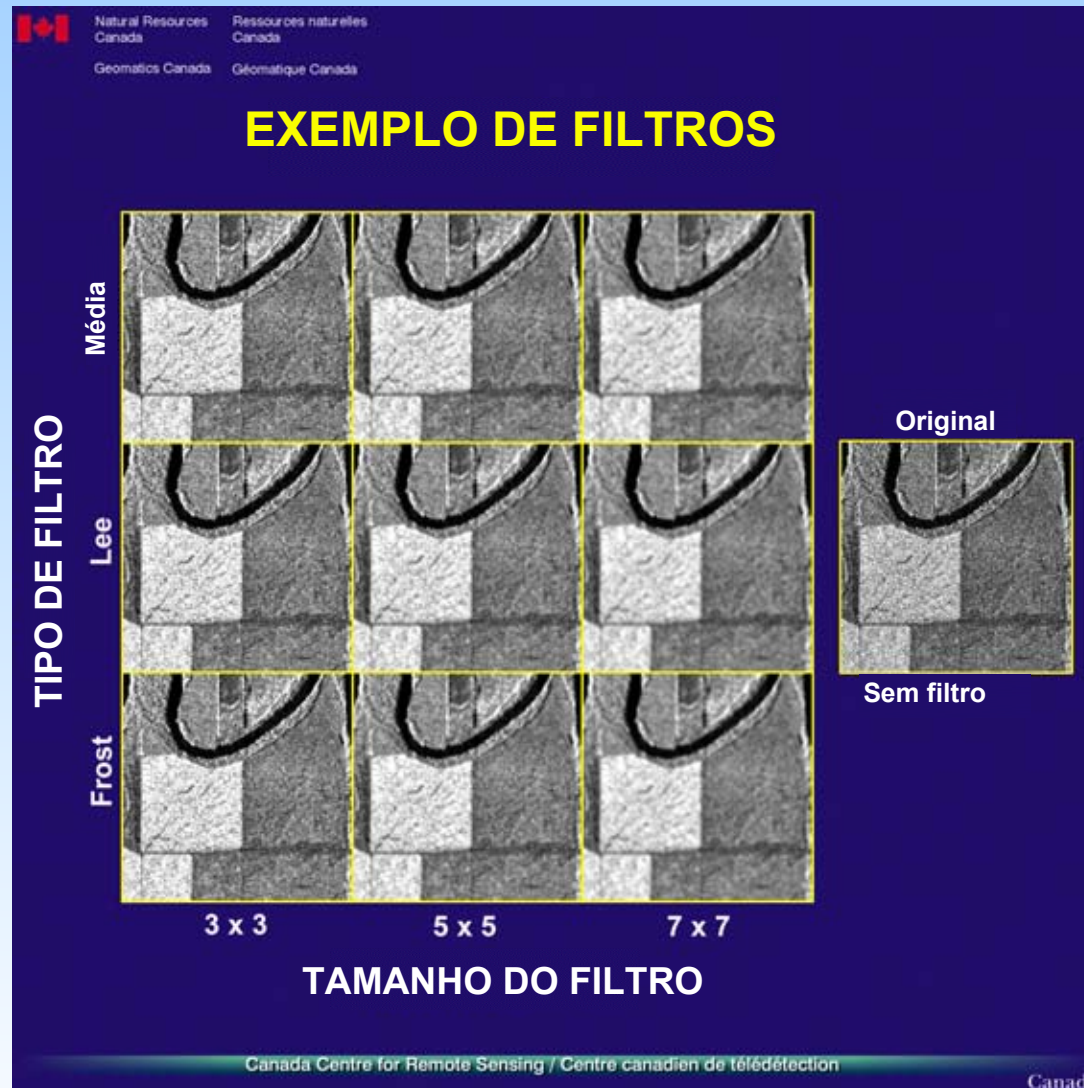 Natural Resources Ressources naturelles
Canada Canada
Geomatics Canada Géomatique Canada
EXEMPLO DE FILTROS
TIPO DE FILTRO
Média
Lee
Frost
Original
Sem filtro
3 x 3 5 x 5 7 x 7
TAMANHO DO FILTRO
Canada Centre for Remote Sensing / Centre canadien de télédétection
Canad